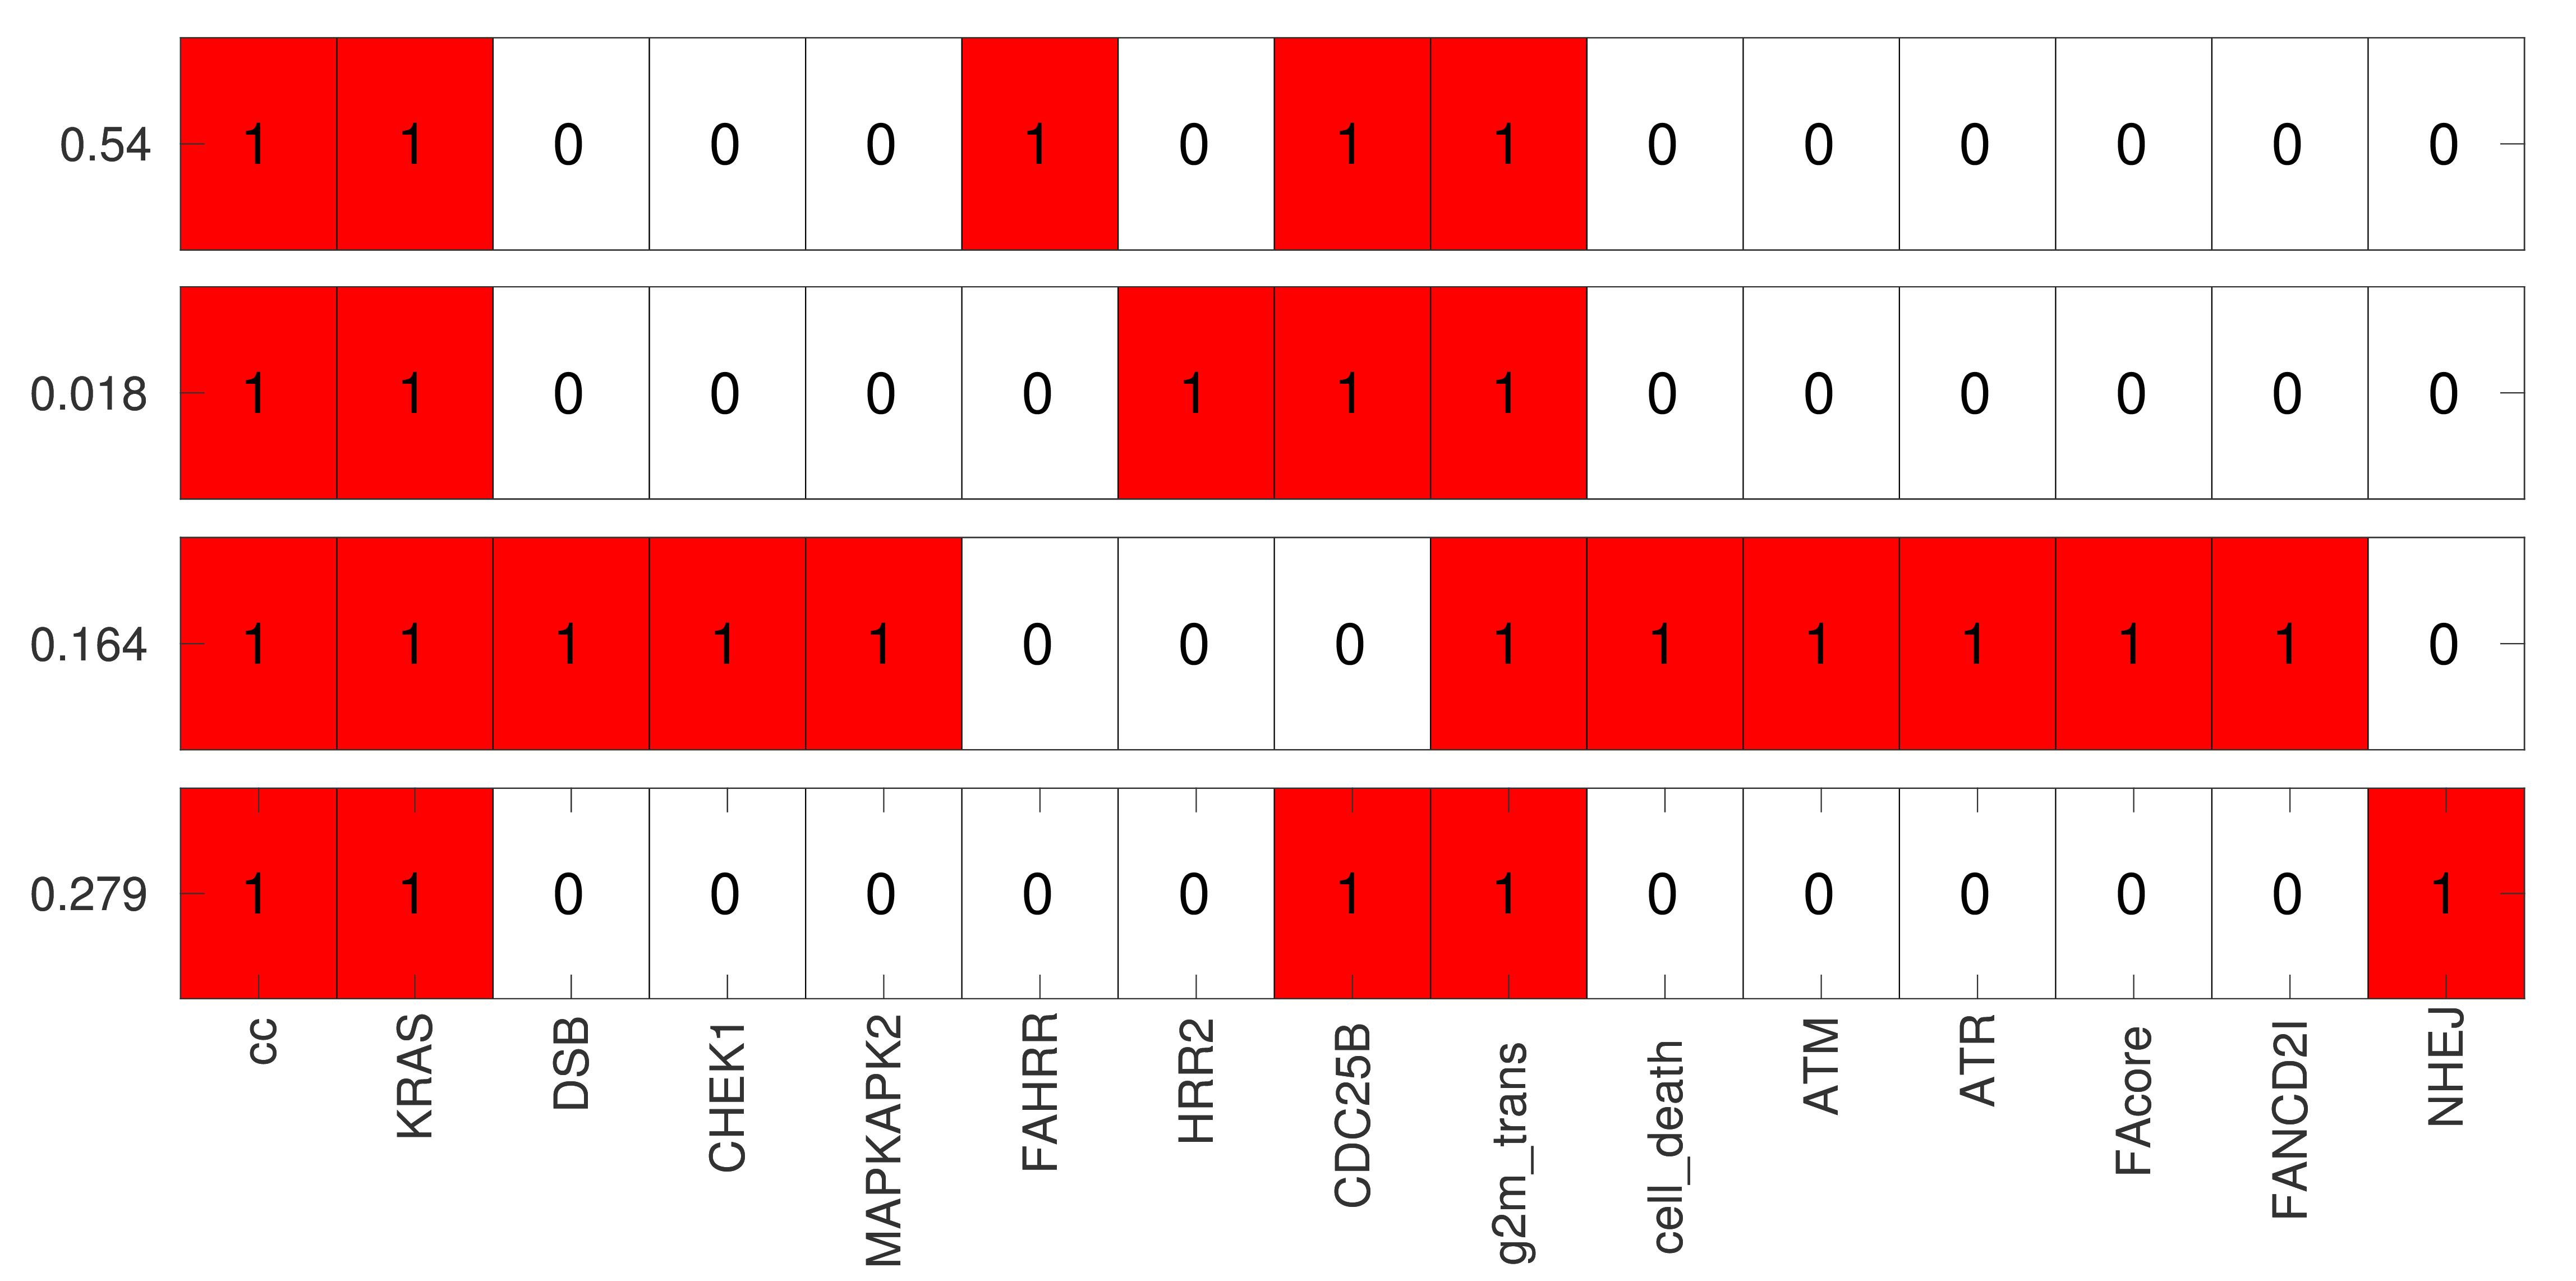 0.54 1 1 0 0 0 1 0 1 1 0 0 0 0 0 0
0.018 1 1 0 0 0 0 1 1 1 0 0 0 0 0 0
0.164 1 1 1 1 1 0 0 0 1 1 1 1 1 1 0
0.279 1 1 0 0 0 0 0 1 1 0 0 0 0 0 1
cc KRAS DSB CHEK1 MAPKAPK2 FAHRR HRR2 CDC25B g2m_trans cell_death ATM ATR FAcore FANCD2I NHEJ